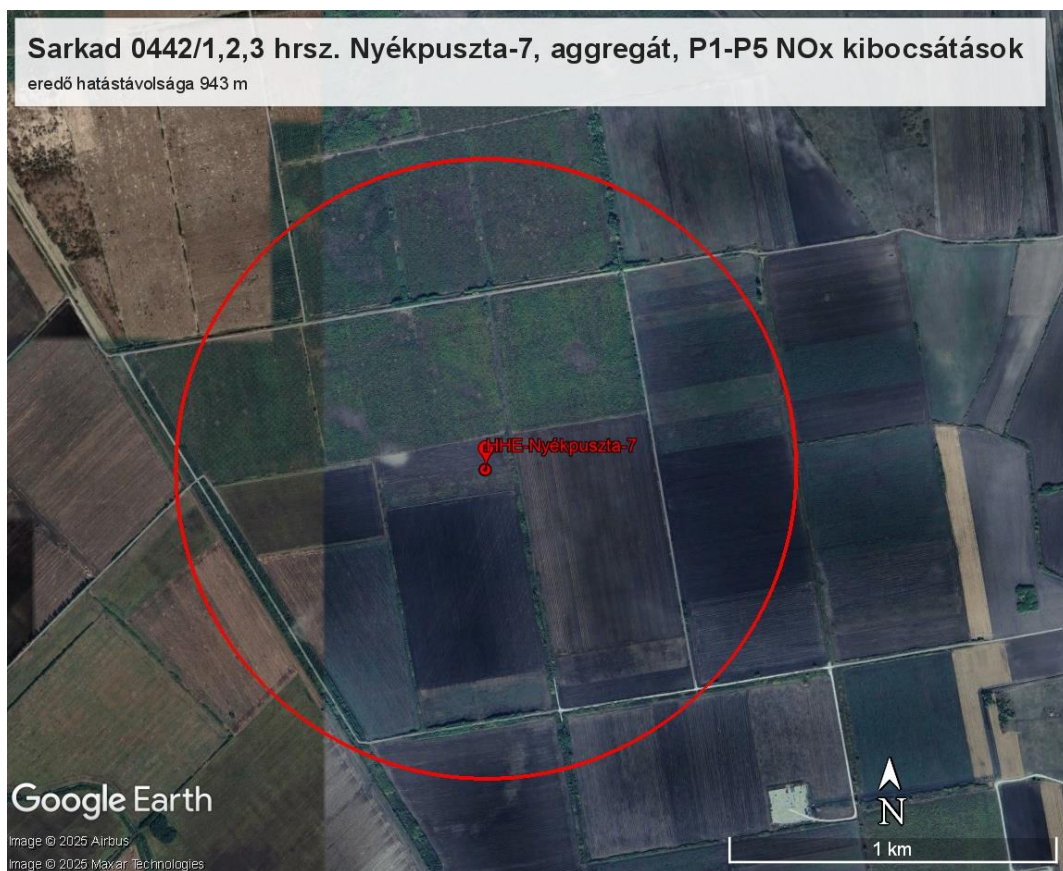 Sarkad 0442/1,2,3 hrsz. Nyékpuszta-7, aggregát, P1-P5 NOx kibocsátások
eredő hatástávolsága 943 m
HHE-Nyékpuszta-7
Google Earth
N
Image © 2025 Airbus
Image © 2025 Maxar Technologies
1 km